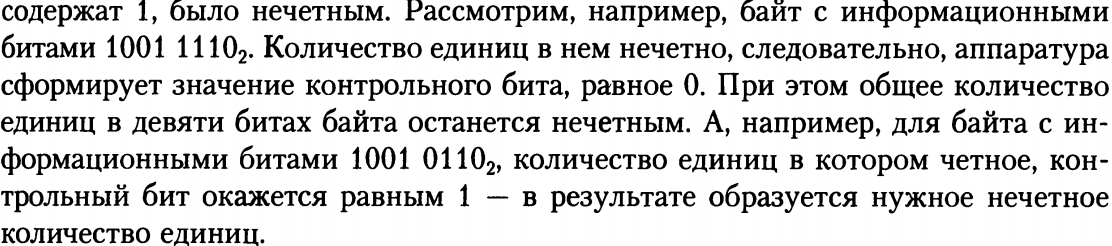 содержат 1, было нечетным. Рассмотрим, например, байт с информационными
битами 1001 1110₂. Количество единиц в нем нечетно, следовательно, аппаратура
сформирует значение контрольного бита, равное 0. При этом общее количество
единиц в девяти битах байта останется нечетным. А, например, для байта с ин-
формационными битами 1001 0110₂, количество единиц в котором четное, кон-
трольный бит окажется равным 1 — в результате образуется нужное нечетное
количество единиц.